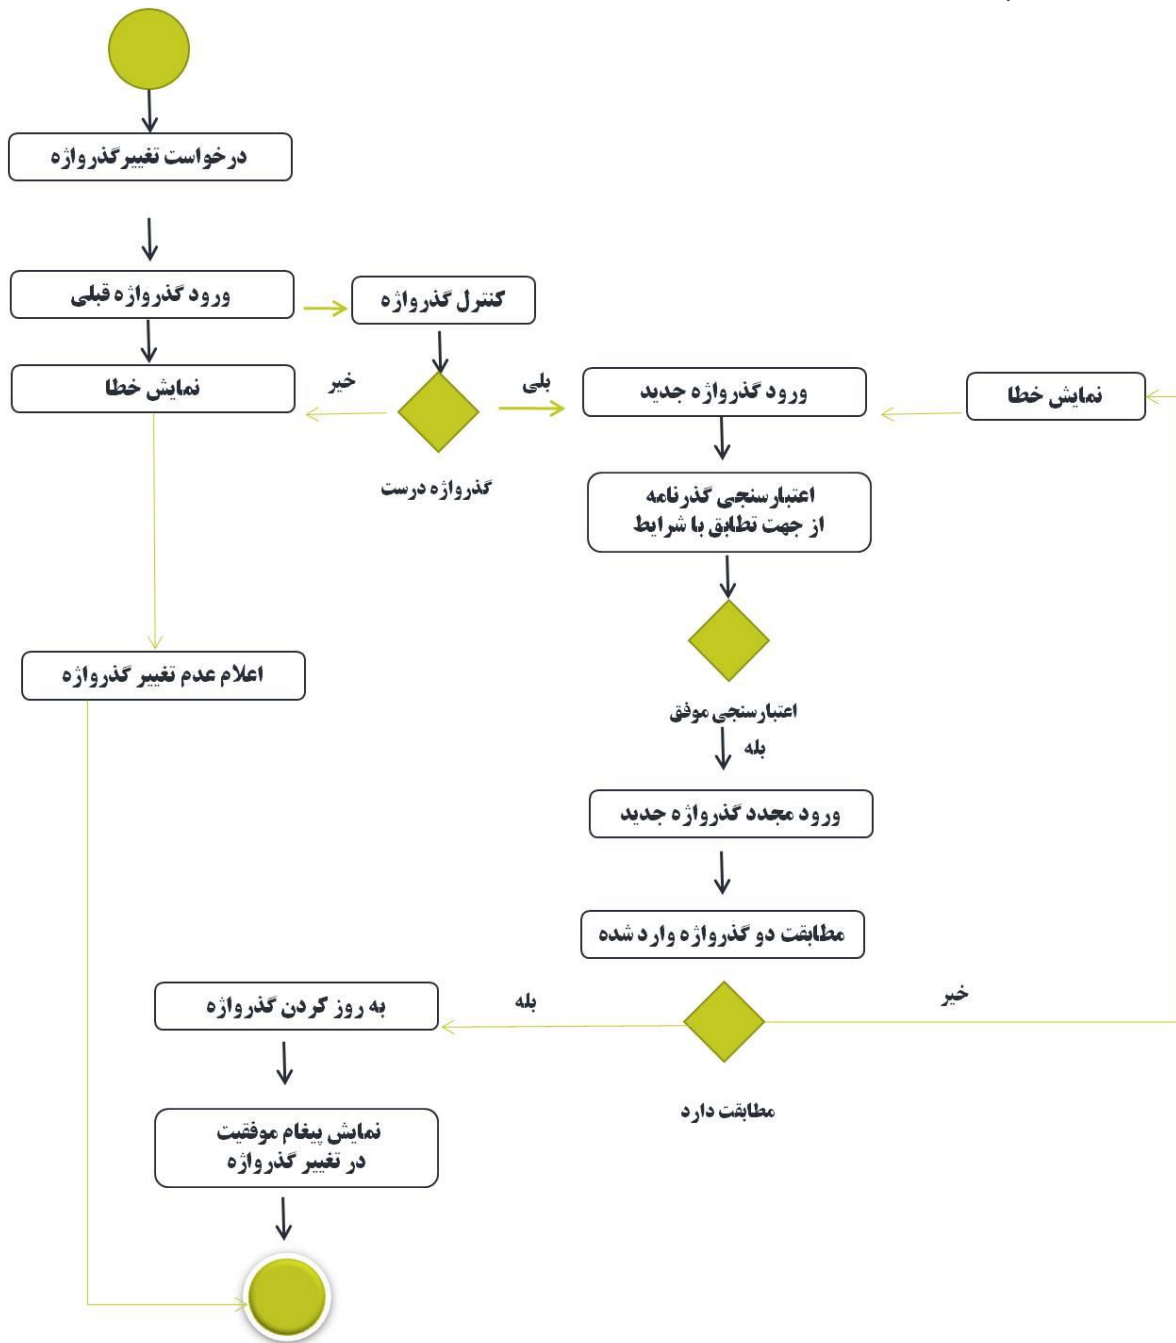 درخواست تغییر گذرواژه
ورود گذرواژه قبلی
کنترل گذرواژه
نمایش خطا
خیر
بلی
ورود گذرواژه جدید
نمایش خطا
گذرواژه درست
اعتبارسنجی گذرنامه
از جهت تطابق با شرایط
اعلام عدم تغییر گذرواژه
اعتبارسنجی موفق
بله
ورود مجدد گذرواژه جدید
مطابقت دو گذرواژه وارد شده
به روز کردن گذرواژه
بله
خیر
مطابقت دارد
نمایش پیغام موفقیت
در تغییر گذرواژه